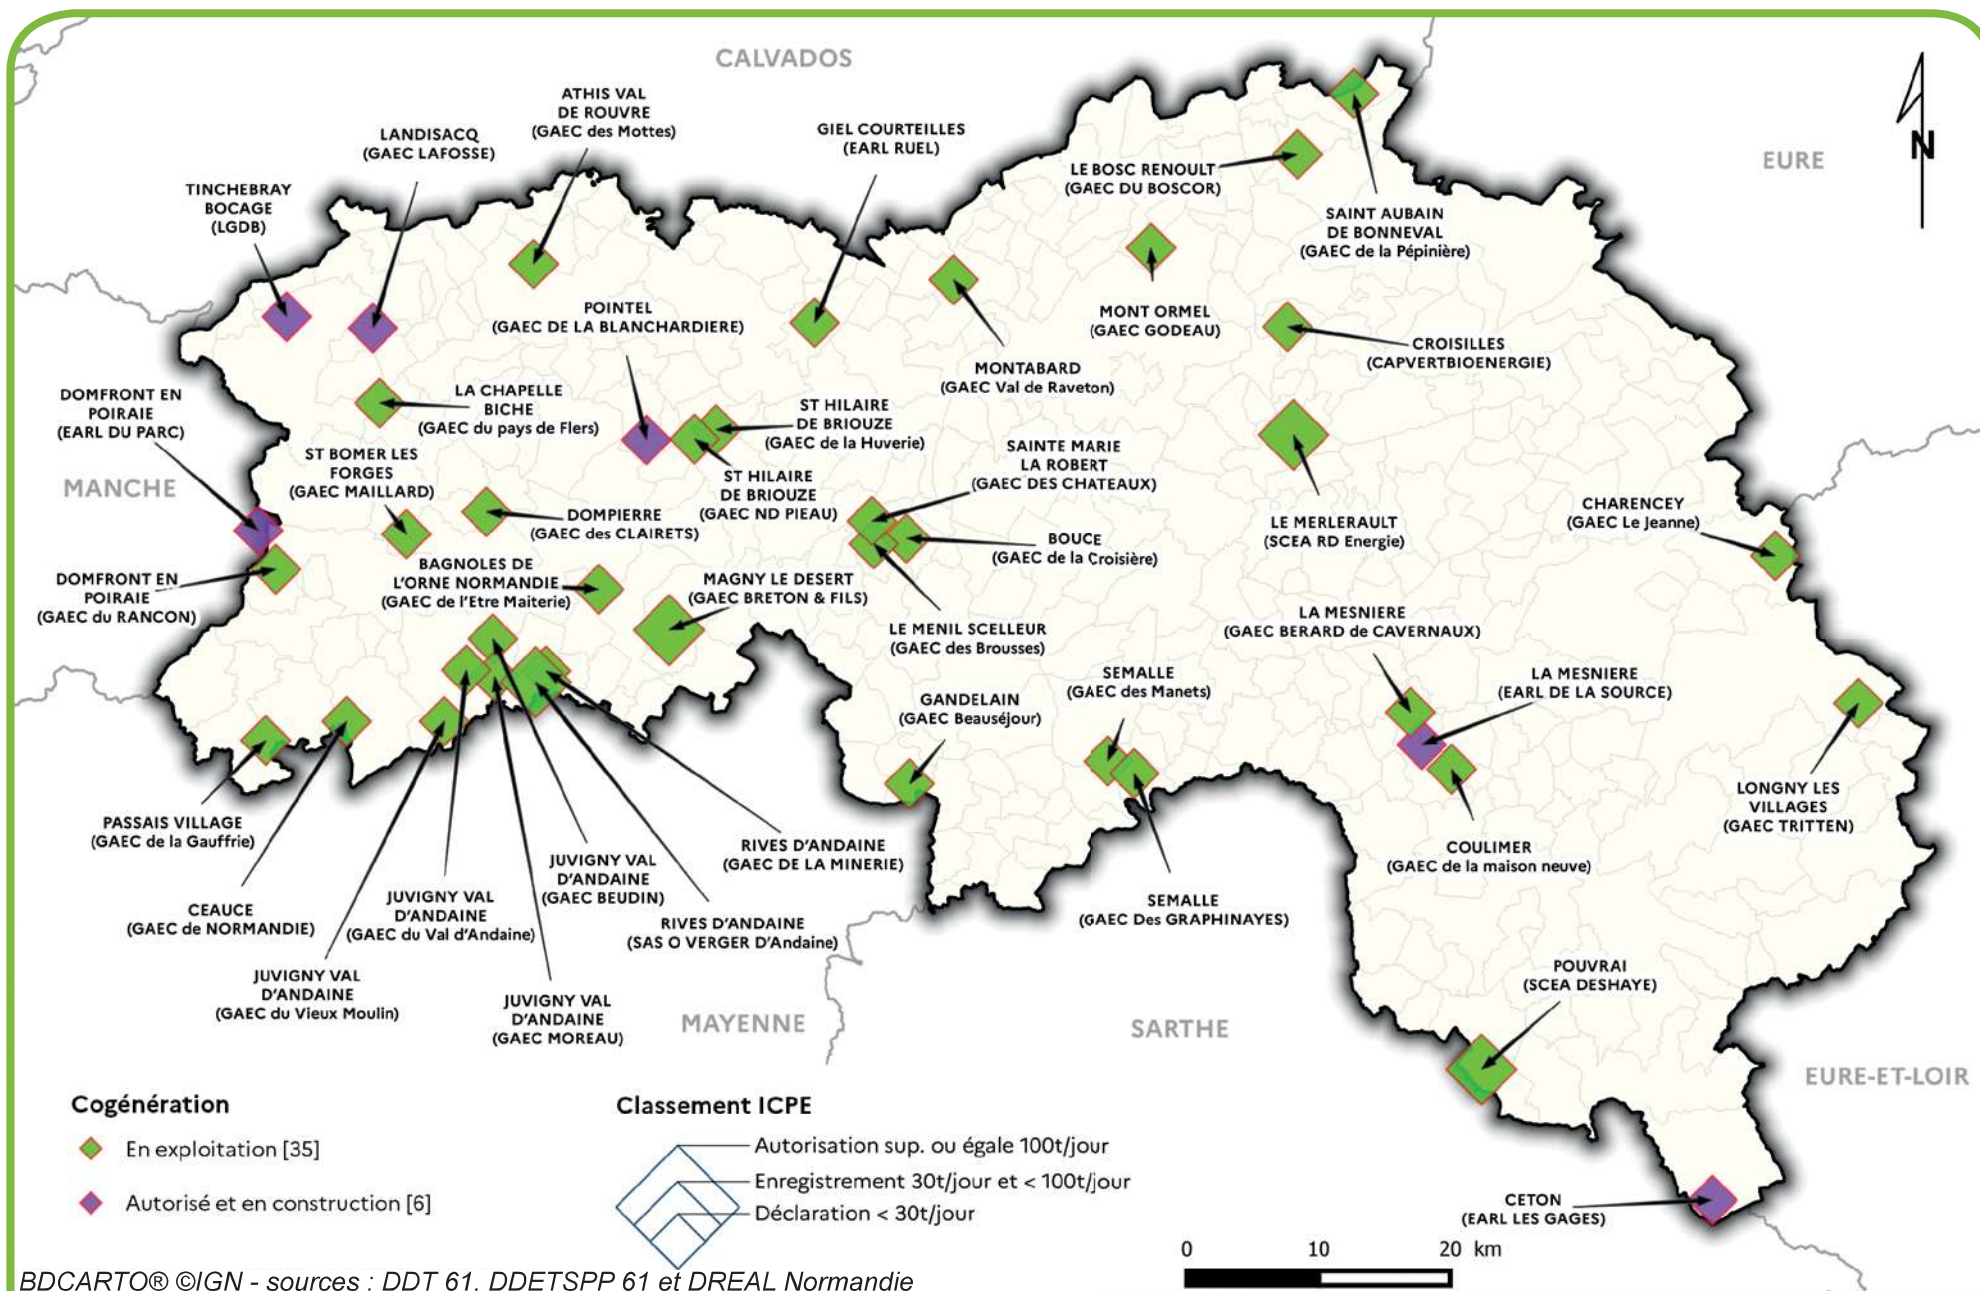 CALVADOS
ATHIS VAL
DE ROUVRE
(GAEC des Mottes)
LANDISACQ
(GAEC LAFOSSE)
GIEL COURTEILLES
(EARL RUEL)
EURE
N
LE BOSC RENOULT
(GAEC DU BOSCOR)
TINCHEBRAY
BOCAGE
(LGDB)
SAINT AUBAIN
DE BONNEVAL
(GAEC de la Pépinière)
POINTEL
(GAEC DE LA BLANCHARDIERE)
MONT ORMEL
(GAEC GODEAU)
CROISILLES
(CAPVERTBIOENERGIE)
MONTABARD
(GAEC Val de Raveton)
DOMFRONT EN
POIRAIE
(EARL DU PARC)
LA CHAPELLE
BICHE
(GAEC du pays de Flers)
ST HILAIRE
DE BRIOUZE
(GAEC de la Huverie)
ST BOMER LES
FORGES
(GAEC MAILLARD)
SAINTE MARIE
LA ROBERT
(GAEC DES CHATEAUX)
MANCHE
ST HILAIRE
DE BRIOUZE
(GAEC ND PIEAU)
CHARENCEY
(GAEC Le Jeanne)
DOMPIERRE
(GAEC des CLAIRETS)
LE MERLERAULT
(SCEA RD Energie)
BOUCE
(GAEC de la Croisière)
BAGNOLES DE
L'ORNE NORMANDIE
(GAEC de l'Etre Maiterie)
DOMFRONT EN
POIRAIE
(GAEC du RANCON)
MAGNY LE DESERT
(GAEC BRETON & FILS)
LA MESNIERE
(GAEC BERARD de CAVERNAUX)
LE MENIL SCELLEUR
(GAEC des Brousses)
SEMALLE
(GAEC des Manets)
LA MESNIERE
(EARL DE LA SOURCE)
GANDELAIN
(GAEC Beauséjour)
LONGNY LES
VILLAGES
(GAEC TRITTEN)
PASSAIS VILLAGE
(GAEC de la Gauffrie)
RIVES D'ANDAINE
(GAEC DE LA MINERIE)
COULIMER
(GAEC de la maison neuve)
JUVIGNY VAL
D'ANDAINE
(GAEC BEUDIN)
CEAUCE
(GAEC de NORMANDIE)
JUVIGNY VAL
D'ANDAINE
(GAEC du Val d'Andaine)
SEMALLE
(GAEC Des GRAPHINAYES)
RIVES D'ANDAINE
(SAS O VERGER D'Andaine)
JUVIGNY VAL
D'ANDAINE
(GAEC du Vieux Moulin)
JUVIGNY VAL
D'ANDAINE
(GAEC MOREAU)
POUVRAI
(SCEA DESHAYE)
MAYENNE
SARTHE
EURE-ET-LOIR
CETON
(EARL LES GAGES)
Cogénération
En exploitation [35]
Autorisé et en construction [6]
Classement ICPE
Autorisation sup. ou égale 100t/jour
Enregistrement 30t/jour et < 100t/jour
Déclaration < 30t/jour
0 10 20 km
BDCARTO® ©IGN - sources : DDT 61, DDETSPP 61 et DREAL Normandie